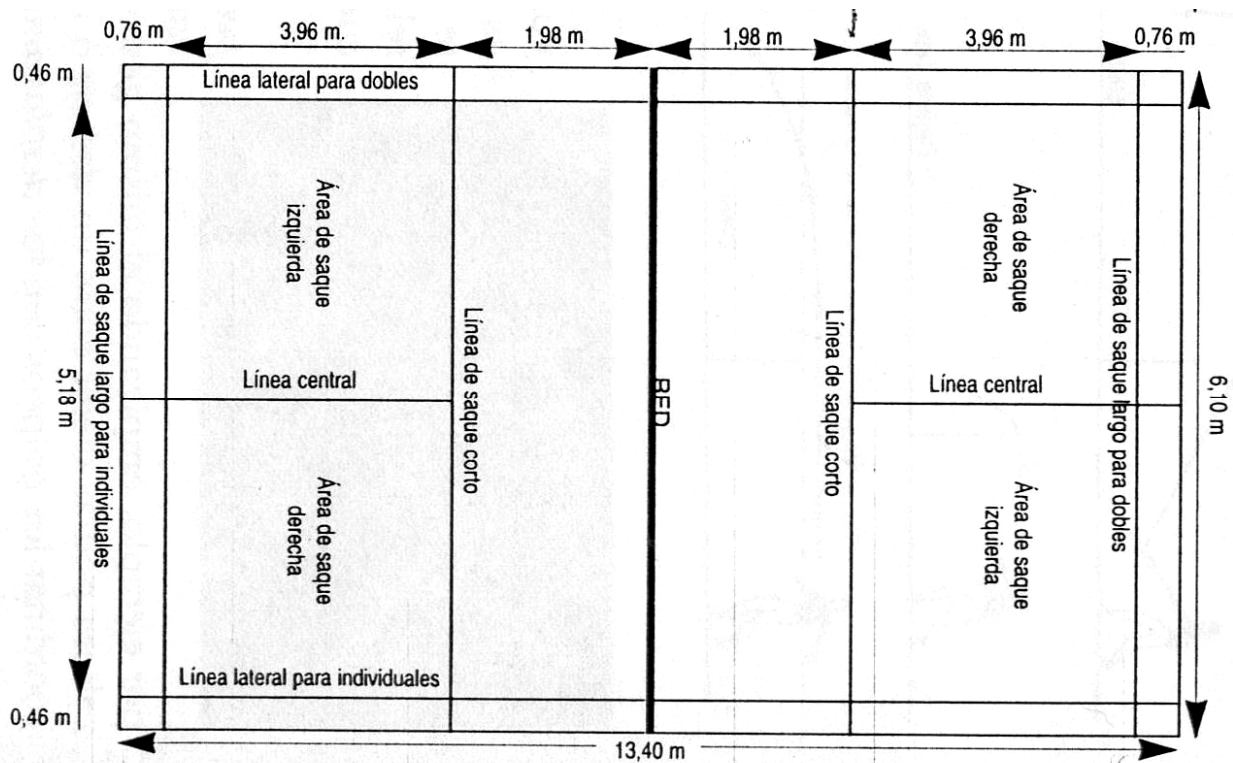 0,76 m
3,96 m.
1,98 m
1,98 m
3,96 m
0,76 m
0,46 m
Línea lateral para dobles
Área de saque
izquierda
Área de saque
derecha
Línea de saque largo para individuales
5,18 m
Línea central
Línea de saque corto
BED
Línea de saque corto
Línea central
Línea de saque largo para dobles
6,10 m
Área de saque
derecha
Área de saque
izquierda
Línea lateral para individuales
0,46 m
13,40 m